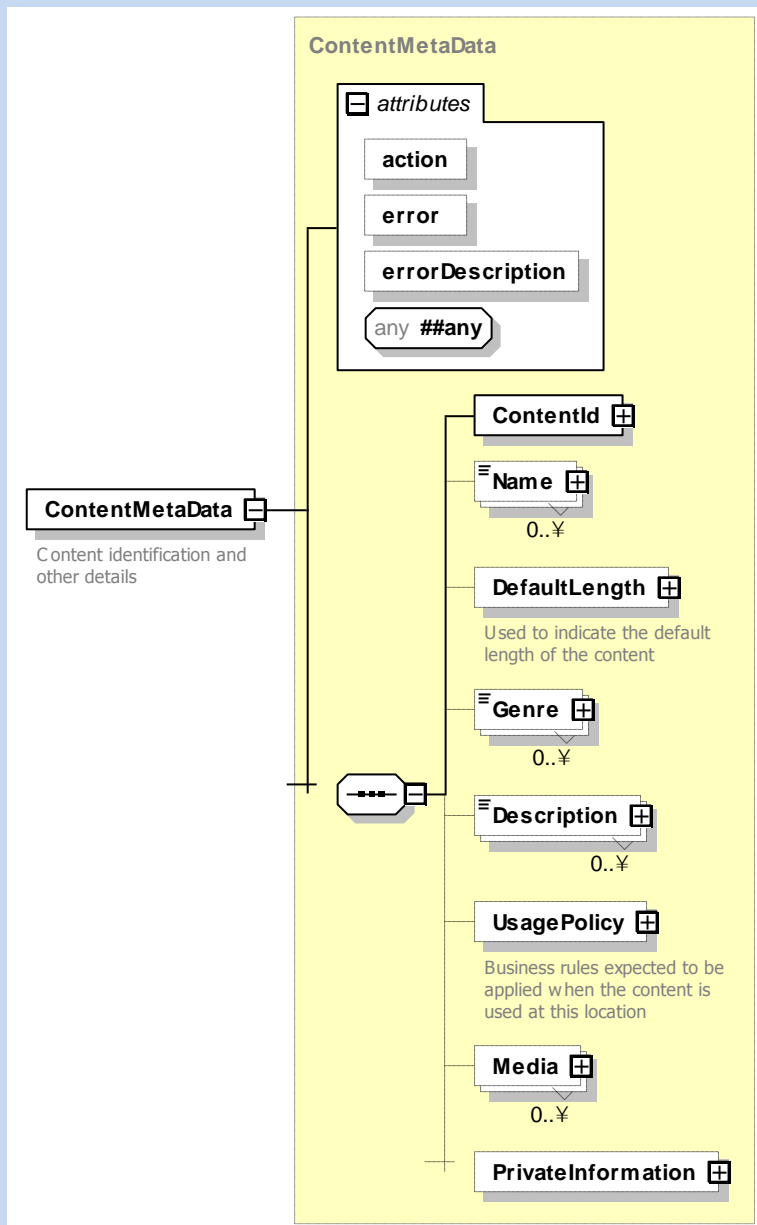 ContentMetaData
attributes
action
error
errorDescription
any ##any
ContentId
Name
0..¥
ContentMetaData
Content identification and
other details
DefaultLength
Used to indicate the default
length of the content
Genre
0..¥
Description
0..¥
UsagePolicy
Business rules expected to be
applied when the content is
used at this location
Media
0..¥
PrivateInformation